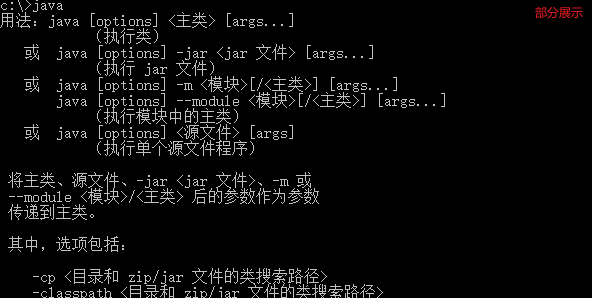 c:\>java
部分展示
用法：java [options] <主类> [args...]
(执行类)
或 java [options] -jar <jar 文件> [args...]
(执行 jar 文件)
或 java [options] -m <模块>[/<主类>] [args...]
java [options] --module <模块>[/<主类>] [args...]
(执行模块中的主类)
或 java [options] <源文件> [args]
(执行单个源文件程序)
将主类、源文件、-jar <jar 文件>、-m 或
--module <模块>/<主类> 后的参数作为参数
传递到主类。
其中，选项包括：
-cp <目录和 zip/jar 文件的类搜索路径>
-classpath <目录和 zip/jar 文件的类搜索路径>